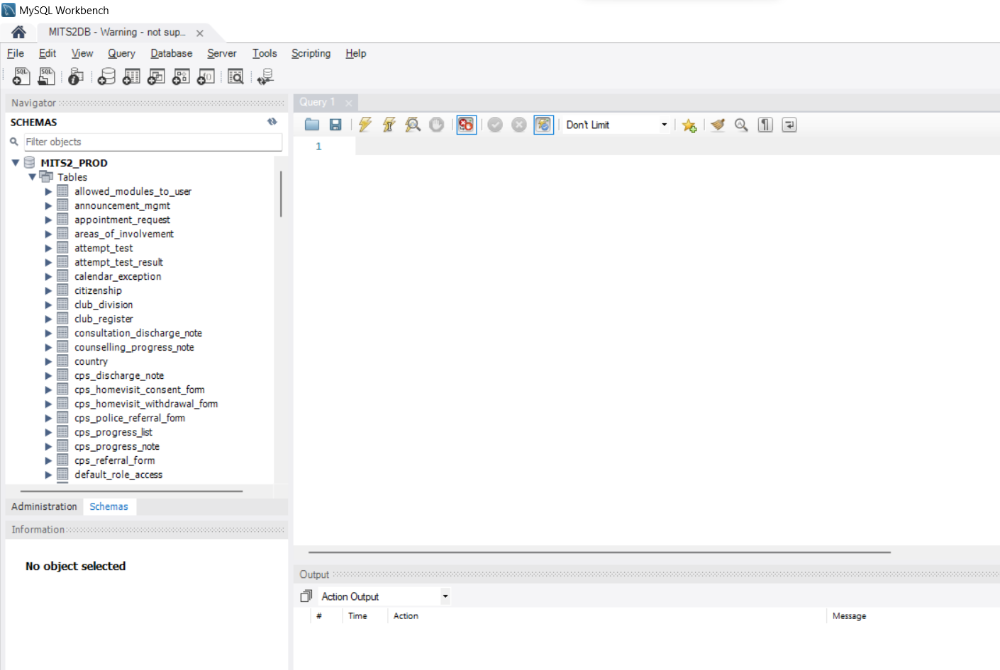 MySQL Workbench
MITS2DB - Warning - not sup...
File Edit View Query Database Server Tools Scripting Help
SQL SQL
Navigator
SCHEMAS
Filter objects
MITS2_PROD
Tables
allowed_modules_to_user
announcement_mgmt
appointment_request
areas_of_involvement
attempt_test
attempt_test_result
calendar_exception
citizenship
club_division
club_register
consultation_discharge_note
counselling_progress_note
country
cps_discharge_note
cps_homevisit_consent_form
cps_homevisit_withdrawal_form
cps_police_referral_form
cps_progress_list
cps_progress_note
cps_referral_form
default_role_access
Administration Schemas
Information
No object selected
Query 1
Don't Limit
1
Output
Action Output
# Time Action Message